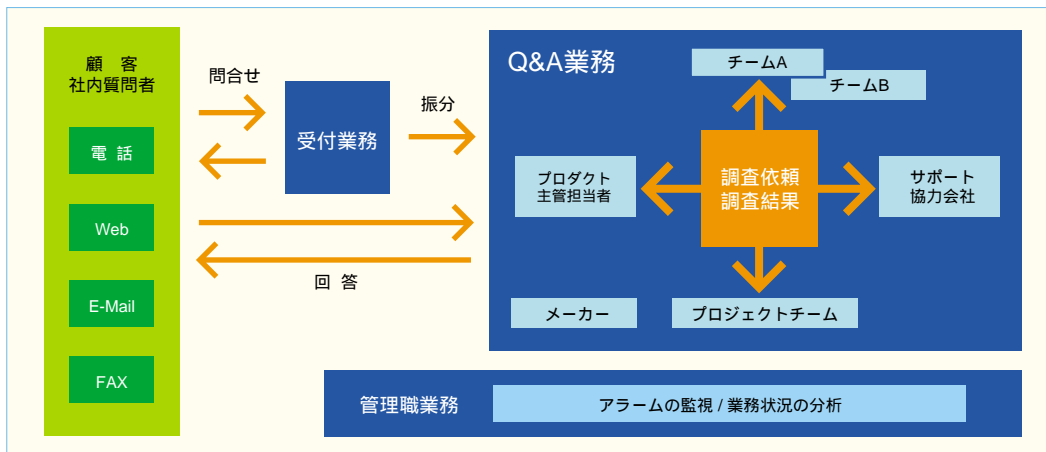 顧 客
社内質問者
電 話
Web
E-Mail
FAX
問合せ
受付業務
振分
回 答
Q&A業務
チームA
チームB
プロダクト
主管担当者
調査依頼
調査結果
サポート
協力会社
メーカー
プロジェクトチーム
管理職業務
アラームの監視 / 業務状況の分析